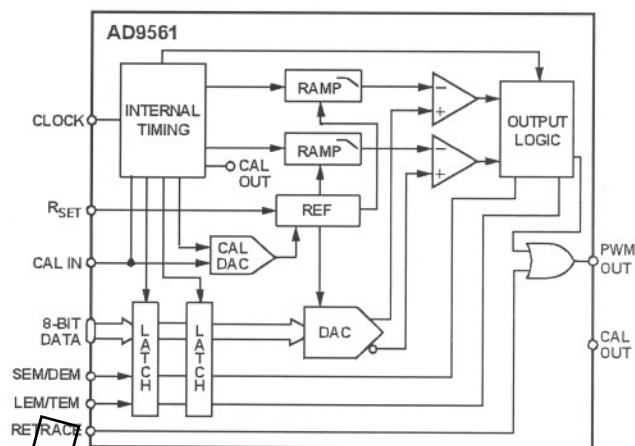 AD9561
INTERNAL
TIMING
RAMP
RAMP
OUTPUT
LOGIC
CLOCK
CAL
OUT
RSET
REF
CAL IN
CAL
DAC
PWM
OUT
8-BIT
DATA
LATCH
LATCH
DAC
CAL
OUT
SEM/DEM
LEM/TEM
RETRACE